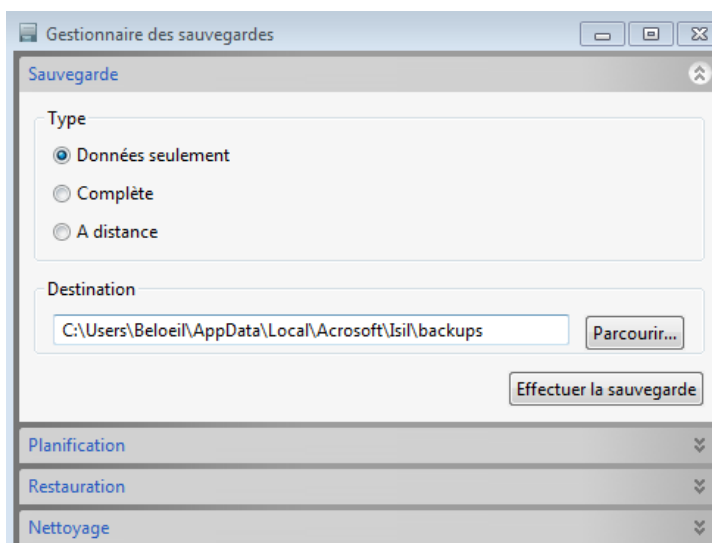 Gestionnaire des sauvegardes
Sauvegarde
Type
Données seulement
Complète
A distance
Destination
C:\Users\Beloeil\AppData\Local\Acrosoft\Isil\backups
Parcourir...
Effectuer la sauvegarde
Planification
Restauration
Nettoyage